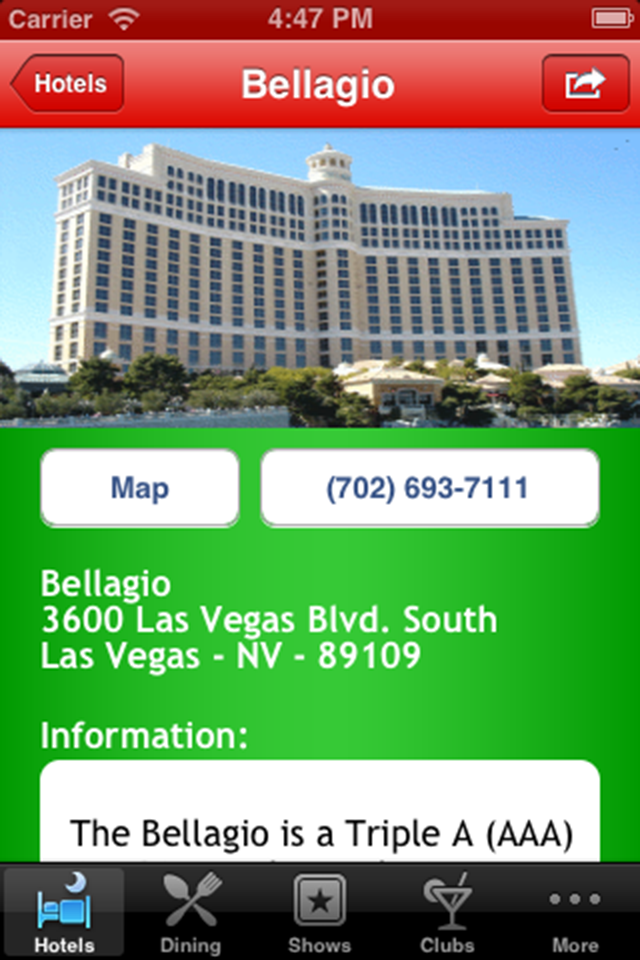 Carrier 4:47 PM
Hotels Bellagio
Map (702) 693-7111
Bellagio
3600 Las Vegas Blvd. South
Las Vegas - NV - 89109
Information:
The Bellagio is a Triple A (AAA)
Hotels Dining Shows Clubs More